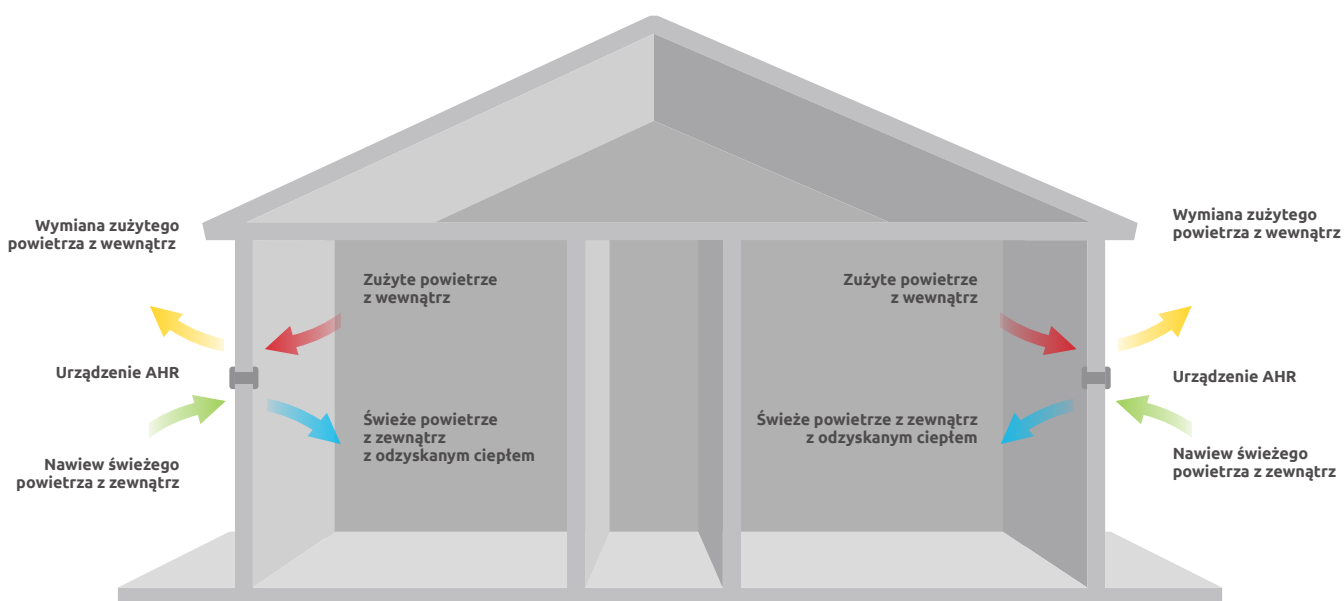 Wymiana zużytego
powietrza z wewnątrz
Urządzenie AHR
Nawiew świeżego
powietrza z zewnątrz
Zużyte powietrze
z wewnątrz
Świeże powietrze
z zewnątrz
z odzyskanym ciepłem
Zużyte powietrze
z wewnątrz
Świeże powietrze z zewnątrz
z odzyskanym ciepłem
Wymiana zużytego
powietrza z wewnątrz
Urządzenie AHR
Nawiew świeżego
powietrza z zewnątrz